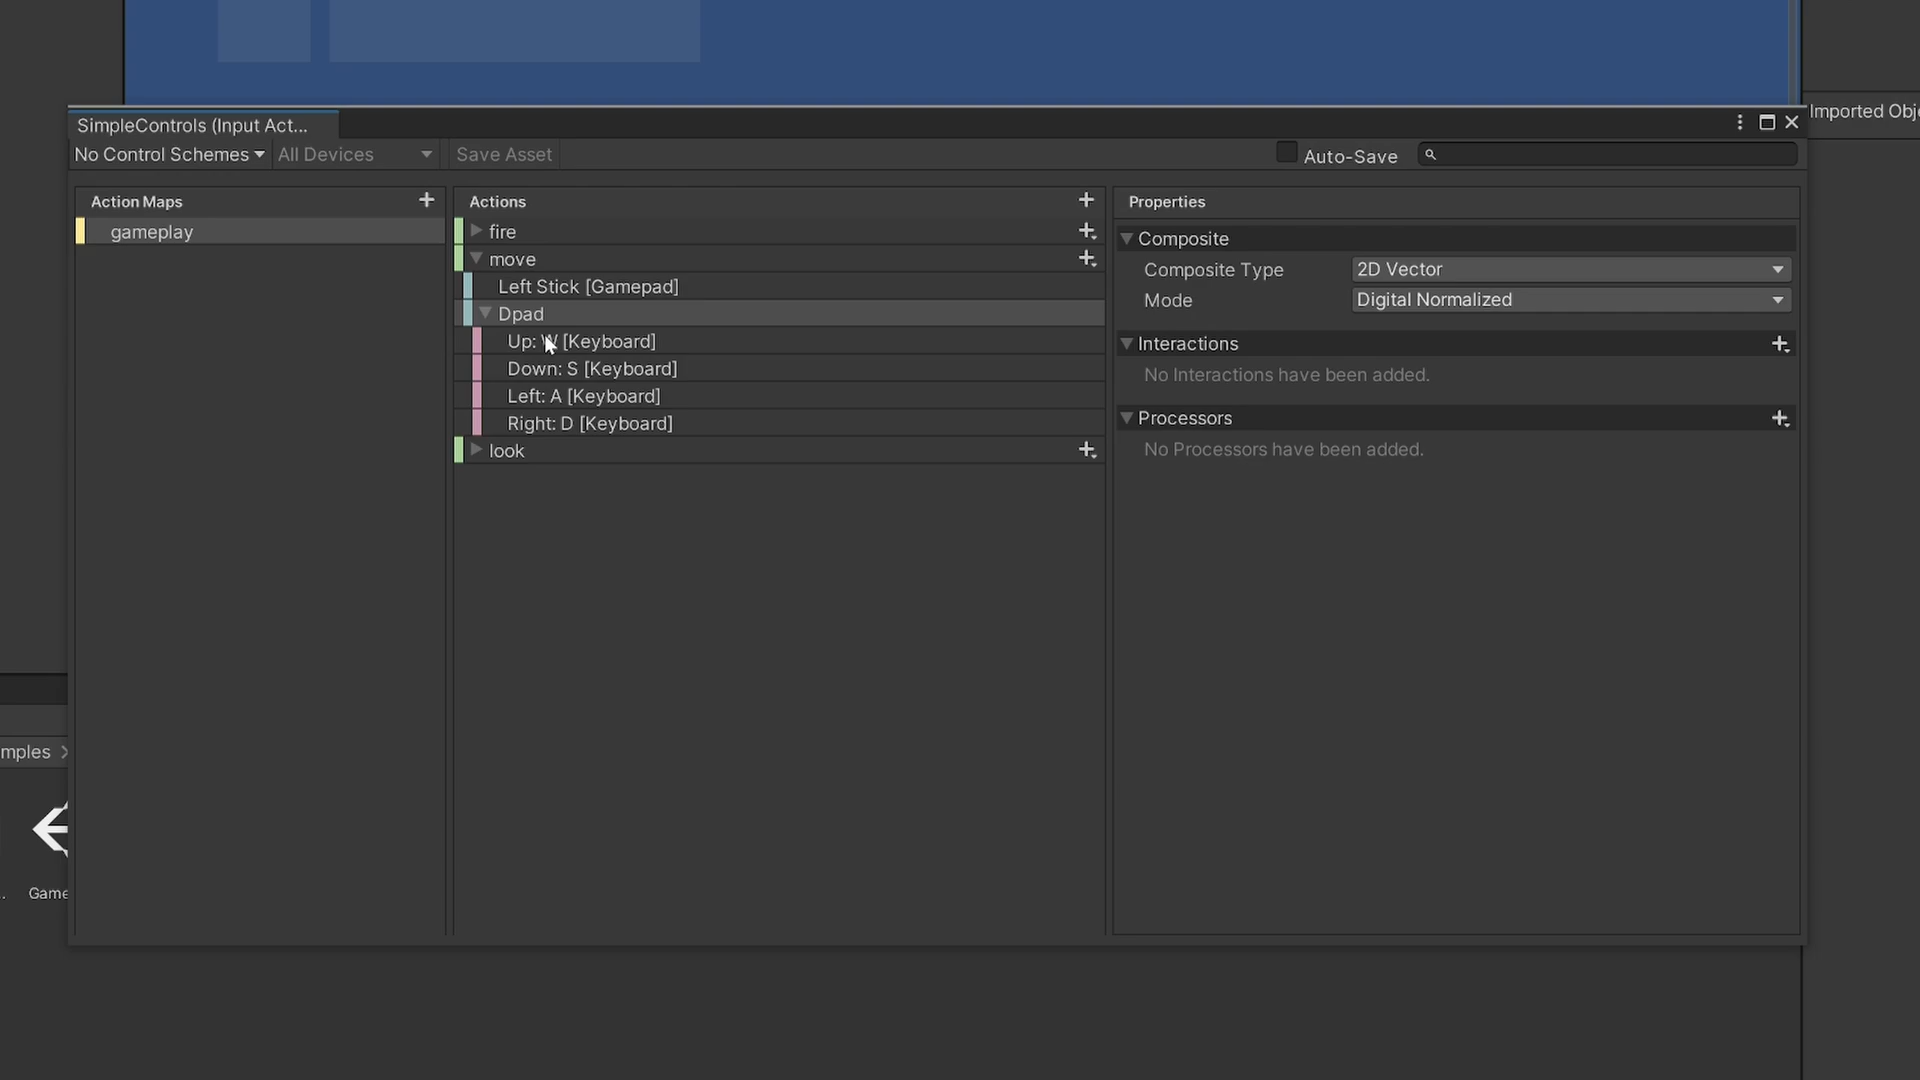 Imported Obje
SimpleControls (Input Act...
No Control Schemes
All Devices
Save Asset
Auto-Save
Action Maps
gameplay
Actions
fire
move
Left Stick [Gamepad]
Dpad
Up: W [Keyboard]
Down: S [Keyboard]
Left: A [Keyboard]
Right: D [Keyboard]
look
Properties
Composite
Composite Type
2D Vector
Mode
Digital Normalized
Interactions
No Interactions have been added.
Processors
No Processors have been added.
mples >
.. Game